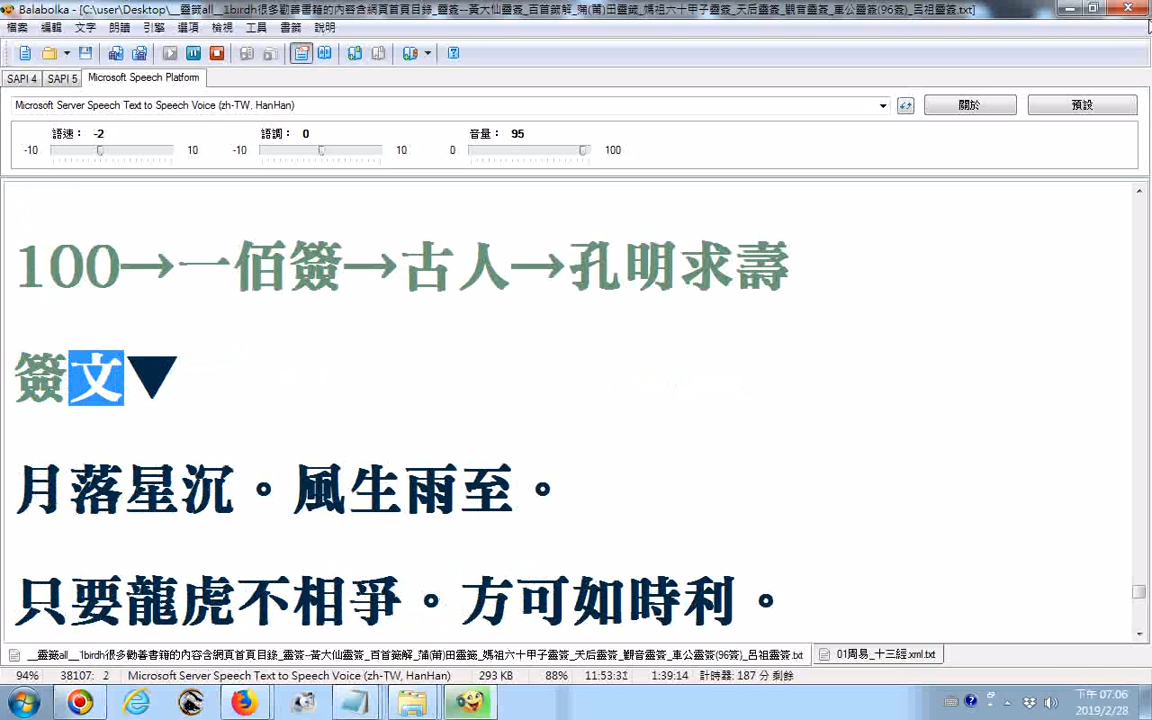 Balabolka - [C:\user\Desktop\__靈籤all__1birdh很多勸善書籍的內容含網頁首頁目錄_靈簽--黃大仙靈簽_百首籤解_蒲(莆)田靈籤_媽祖六十甲子靈簽_天后靈簽_觀音靈簽_車公靈簽(96簽)_呂祖靈簽.txt]
檔案 編輯 文字 朗讀 引擎 選項 檢視 工具 書籤 說明
SAPI 4 SAPI 5 Microsoft Speech Platform
Microsoft Server Speech Text to Speech Voice (zh-TW, HanHan) 關於 預設
語速： -2 語調： 0 音量： 95
-10 10 -10 10 0 100
100→一佰簽→古人→孔明求壽
簽文▼
月落星沉。風生雨至。
只要龍虎不相爭。方可如時利。
__靈籤all__1birdh很多勸善書籍的內容含網頁首頁目錄_靈簽--黃大仙靈簽_百首籤解_蒲(莆)田靈籤_媽祖六十甲子靈簽_天后靈簽_觀音靈簽_車公靈簽(96簽)_呂祖靈簽.txt 01周易_十三經.xml.txt
94% 38107: 2 Microsoft Server Speech Text to Speech Voice (zh-TW, HanHan) 293 KB 88% 11:53:31 1:39:14 計時器: 187 分 剩餘
下午 07:06
2019/2/28